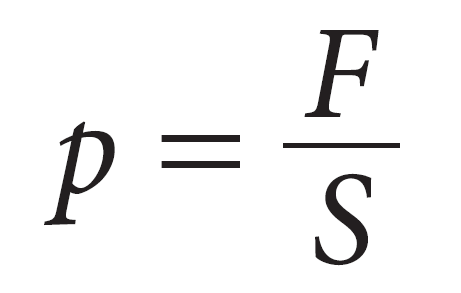 p = F/S